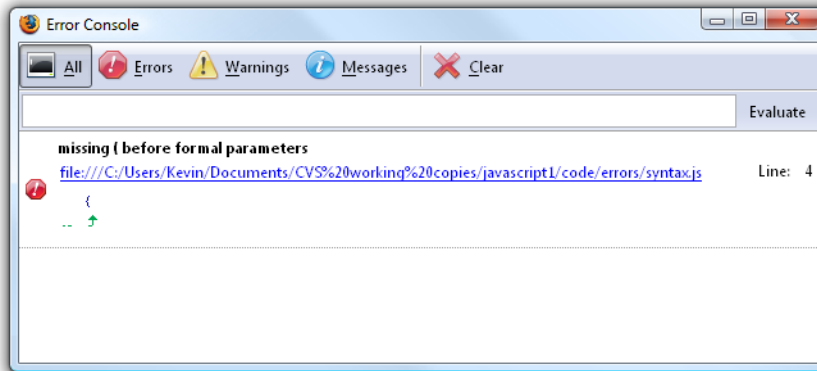 Error Console
All Errors Warnings Messages Clear
Evaluate
missing ( before formal parameters
file:///C:/Users/Kevin/Documents/CVS%20working%20copies/javascript1/code/errors/syntax.js Line: 4
{